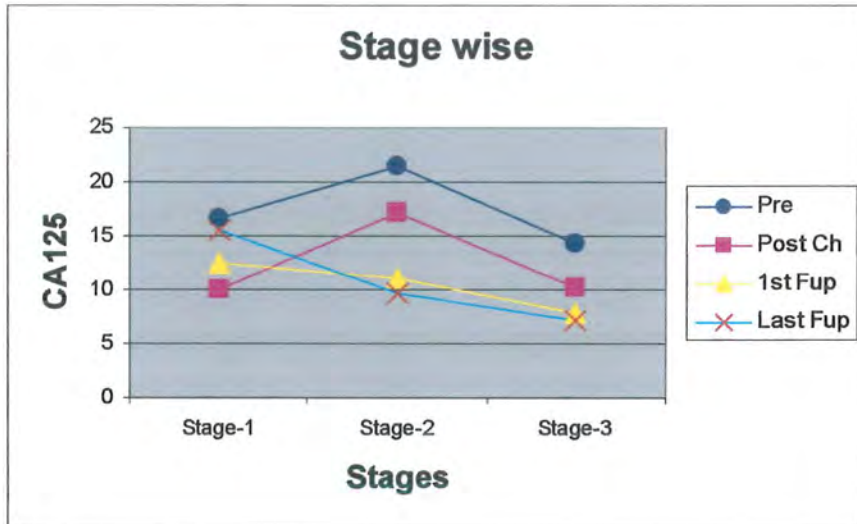 Stage wise
25
20
15
10
5
0
CA125
Stage-1 Stage-2 Stage-3
Stages
Pre
Post Ch
1st Fup
Last Fup